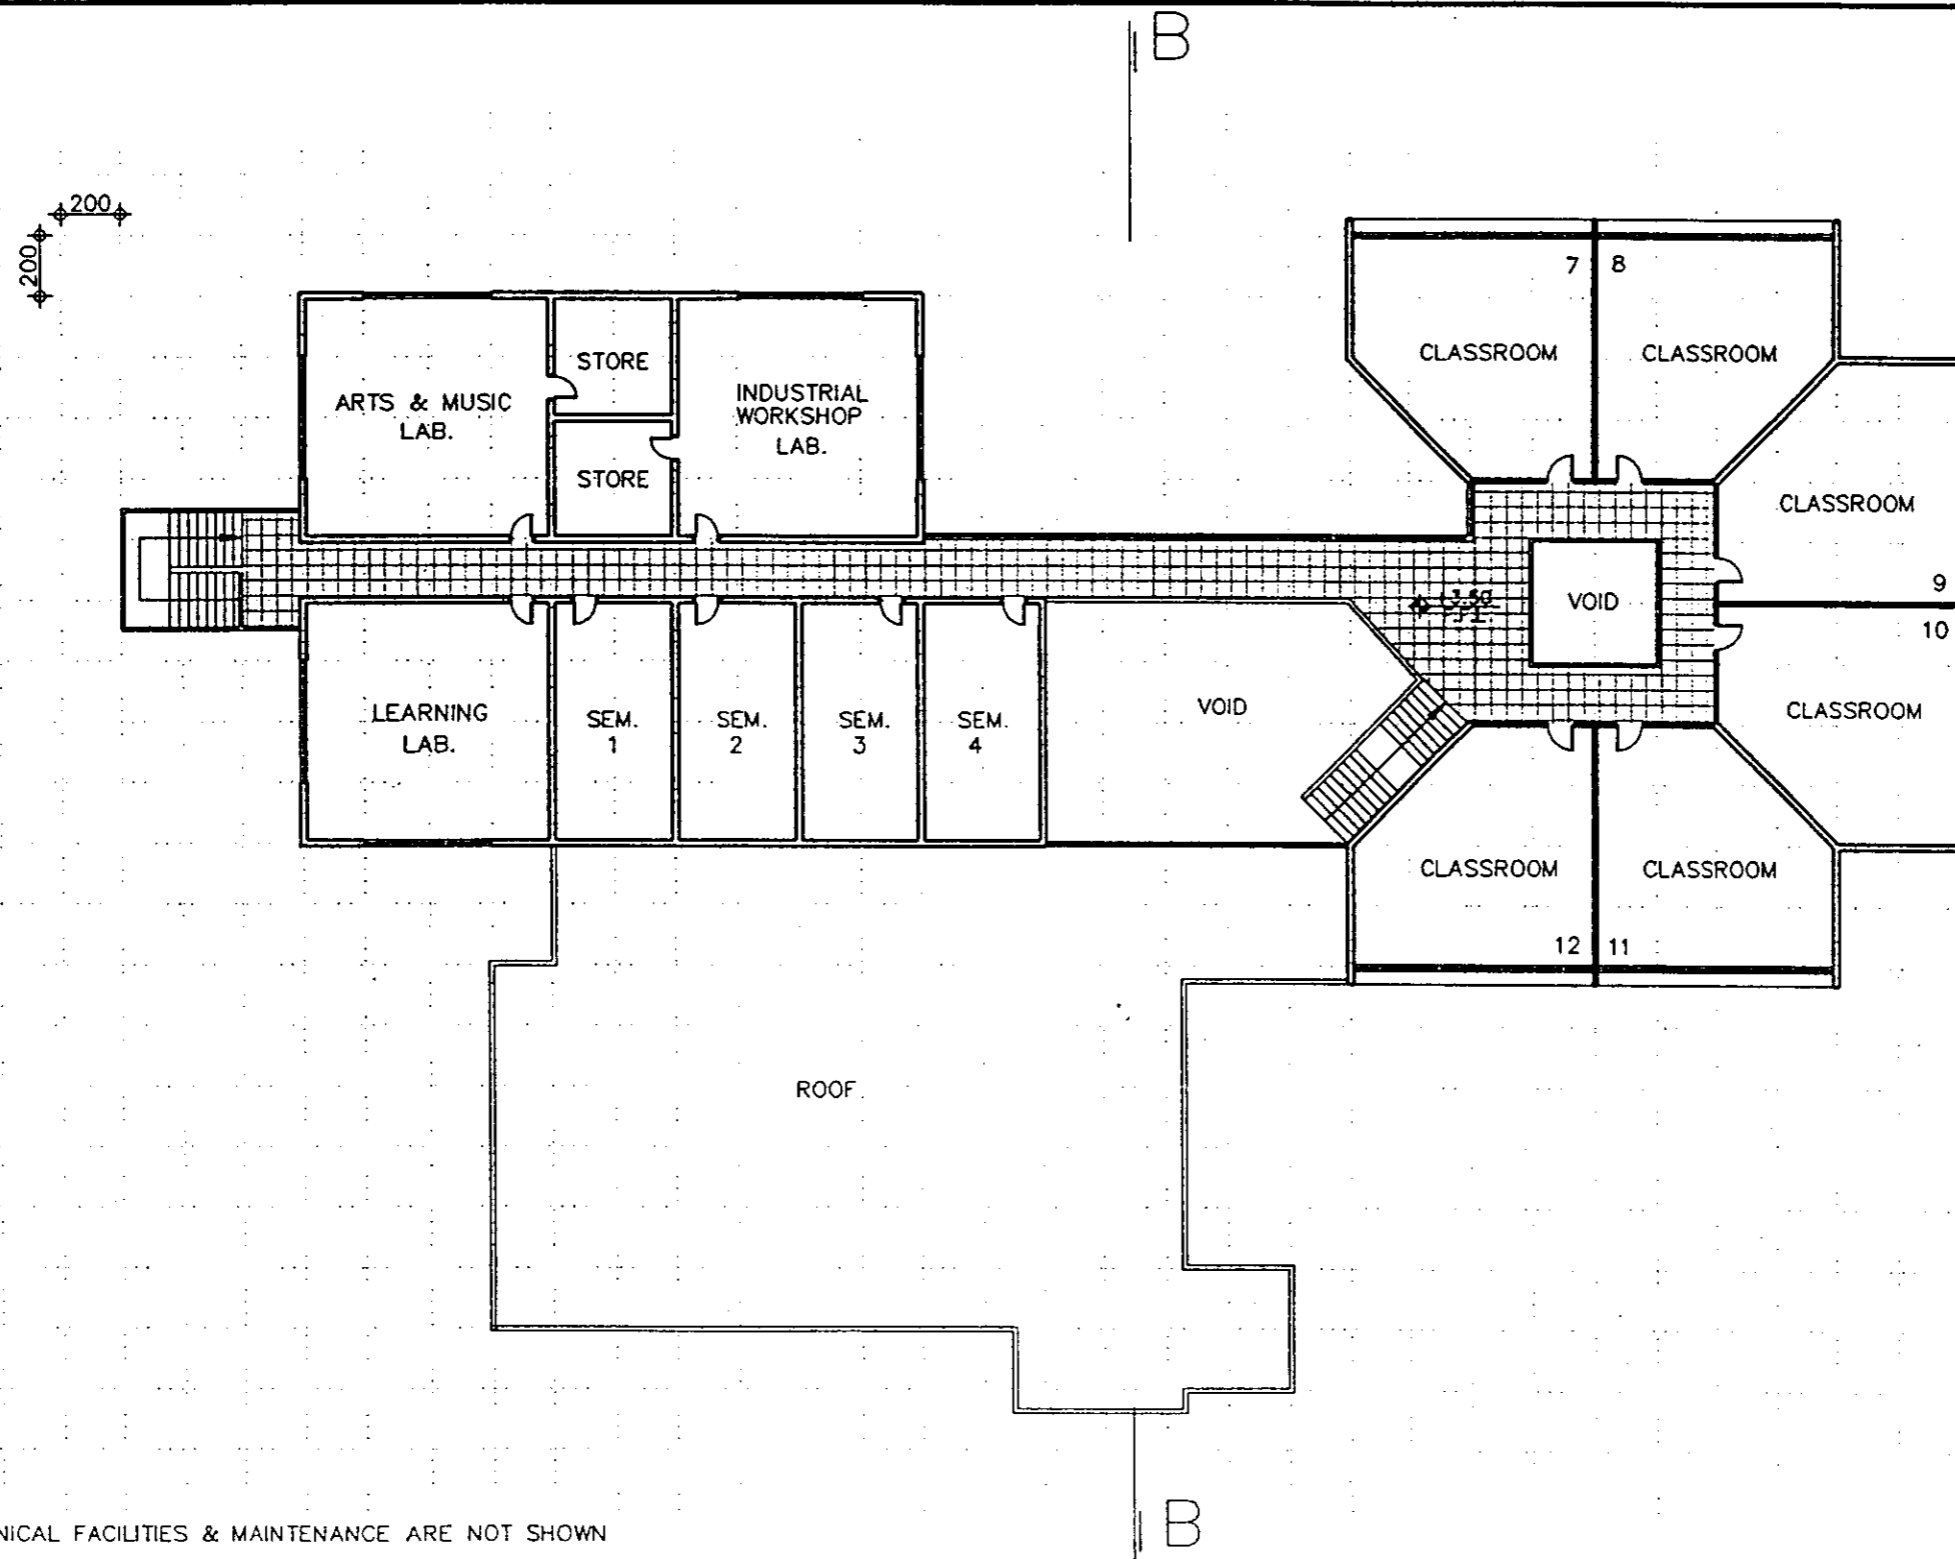 B
200
200
7 8
STORE
CLASSROOM CLASSROOM
ARTS & MUSIC
LAB.
INDUSTRIAL
WORKSHOP
LAB.
STORE
CLASSROOM
9
VOID
10
LEARNING
LAB.
SEM.
1
SEM.
2
SEM.
3
SEM.
4
VOID
CLASSROOM
CLASSROOM CLASSROOM
12 11
ROOF
B
NICAL FACILITIES & MAINTENANCE ARE NOT SHOWN